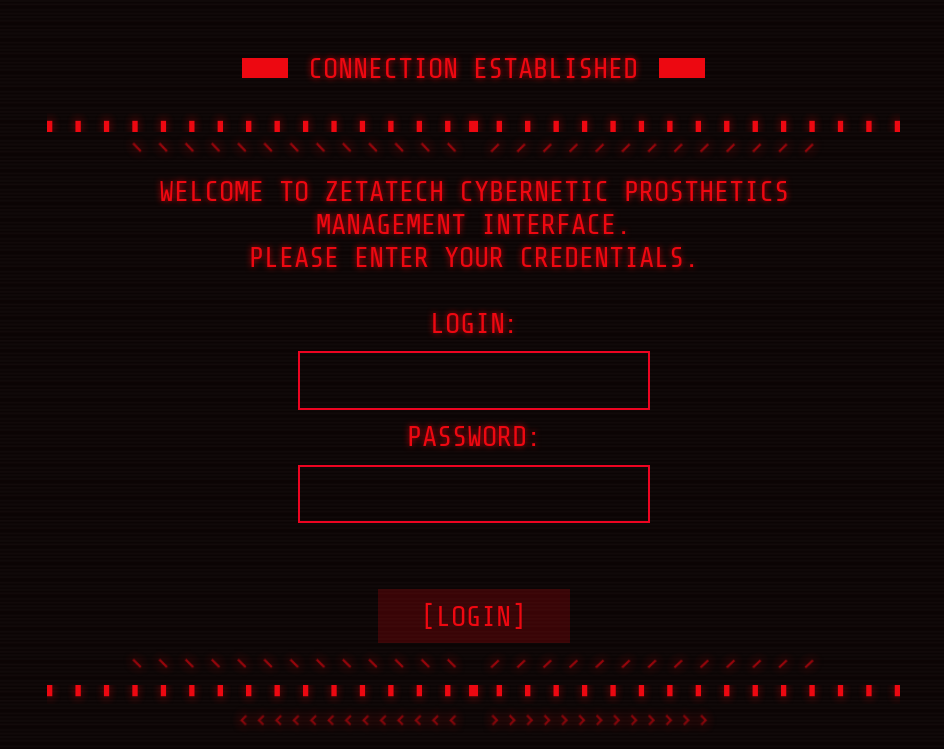 CONNECTION ESTABLISHED
WELCOME TO ZETATECH CYBERNETIC PROSTHETICS
MANAGEMENT INTERFACE.
PLEASE ENTER YOUR CREDENTIALS.
LOGIN:
PASSWORD:
[LOGIN]